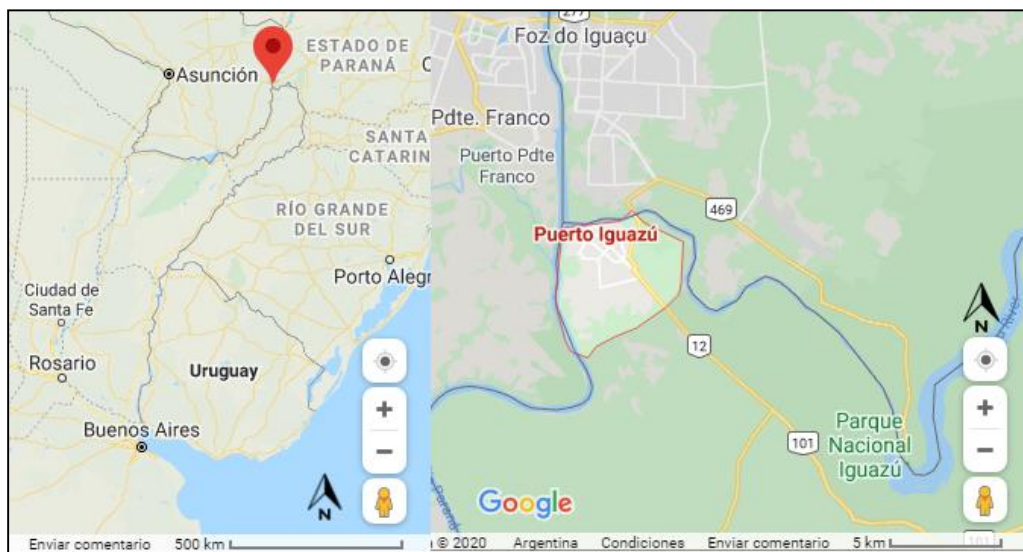 ESTADO DE
PARANÁ
Asunción
SANTA
CATARIN
RÍO GRANDE
DEL SUR
Porto Alegr
Ciudad de
Santa Fe
Rosario
Uruguay
Buenos Aires
N
Enviar comentario 500 km
277
Foz do Iguaçu
Pdte. Franco
Puerto Pdte
Franco
469
Puerto Iguazú
N
12
101
Parque
Nacional
Iguazú
Google
Paraná
© 2020 Argentina Condiciones Enviar comentario 5 km
101